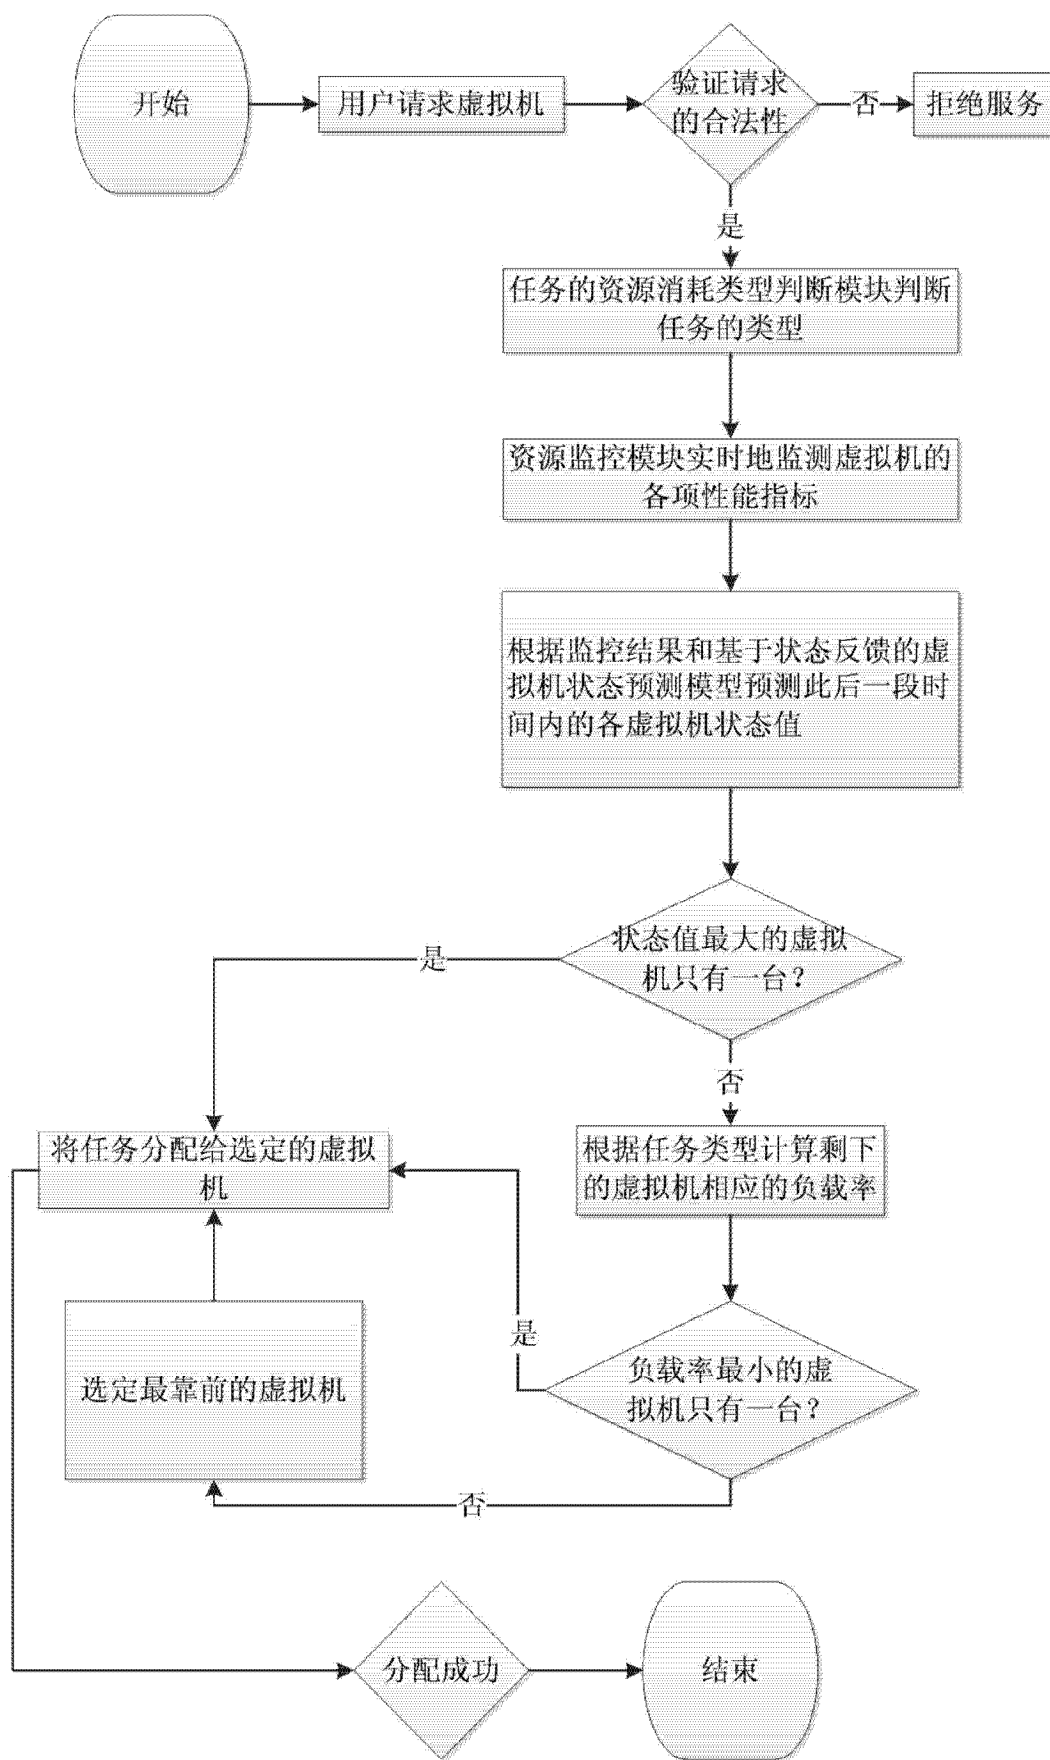 开始
用户请求虚拟机
验证请求
的合法性
否
拒绝服务
是
任务的资源消耗类型判断模块判断
任务的类型
资源监控模块实时地监测虚拟机的
各项性能指标
根据监控结果和基于状态反馈的虚
拟机状态预测模型预测此后一段时
间内的各虚拟机状态值
状态值最大的虚拟
机只有一台？
是
否
将任务分配给选定的虚拟
机
根据任务类型计算剩下
的虚拟机相应的负载率
是
选定最靠前的虚拟机
负载率最小的虚
拟机只有一台？
否
分配成功
结束